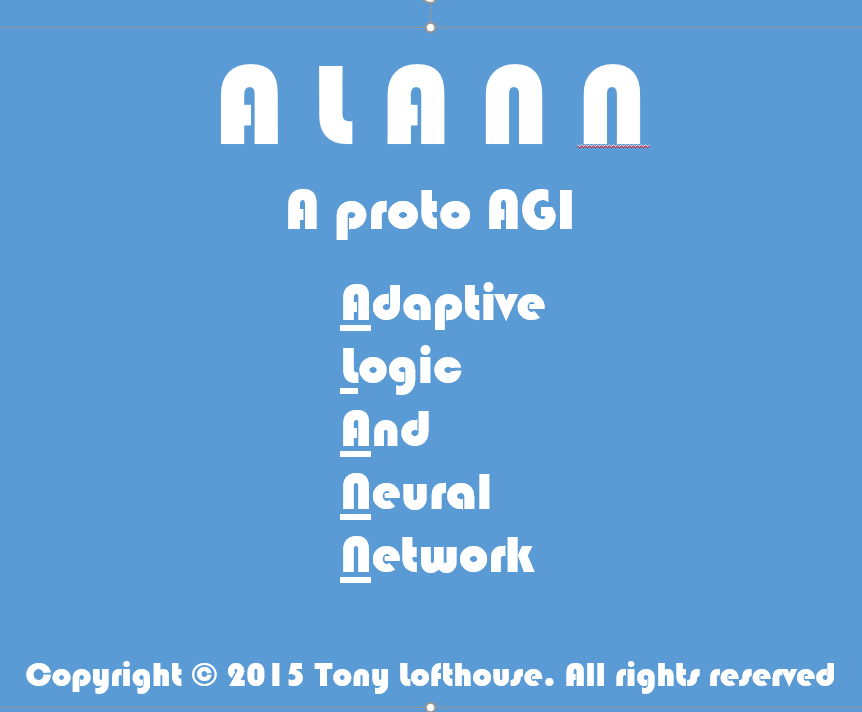 A L A N N
A proto AGI
Adaptive
Logic
And
Neural
Network
Copyright © 2015 Tony Lofthouse. All rights reserved